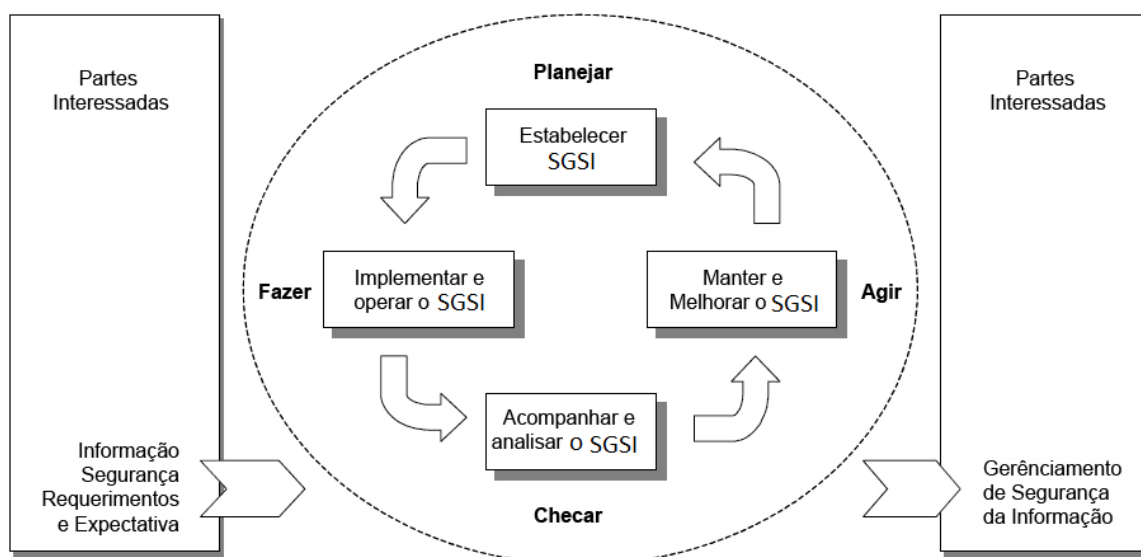 Partes
Interessadas
Informação
Segurança
Requerimentos
e Expectativa
Planejar
Estabelecer
SGSI
Fazer
Implementar e
operar o SGSI
Manter e
Melhorar o SGSI
Agir
Acompanhar e
analisar o SGSI
Checar
Partes
Interessadas
Gerênciamento
de Segurança
da Informação